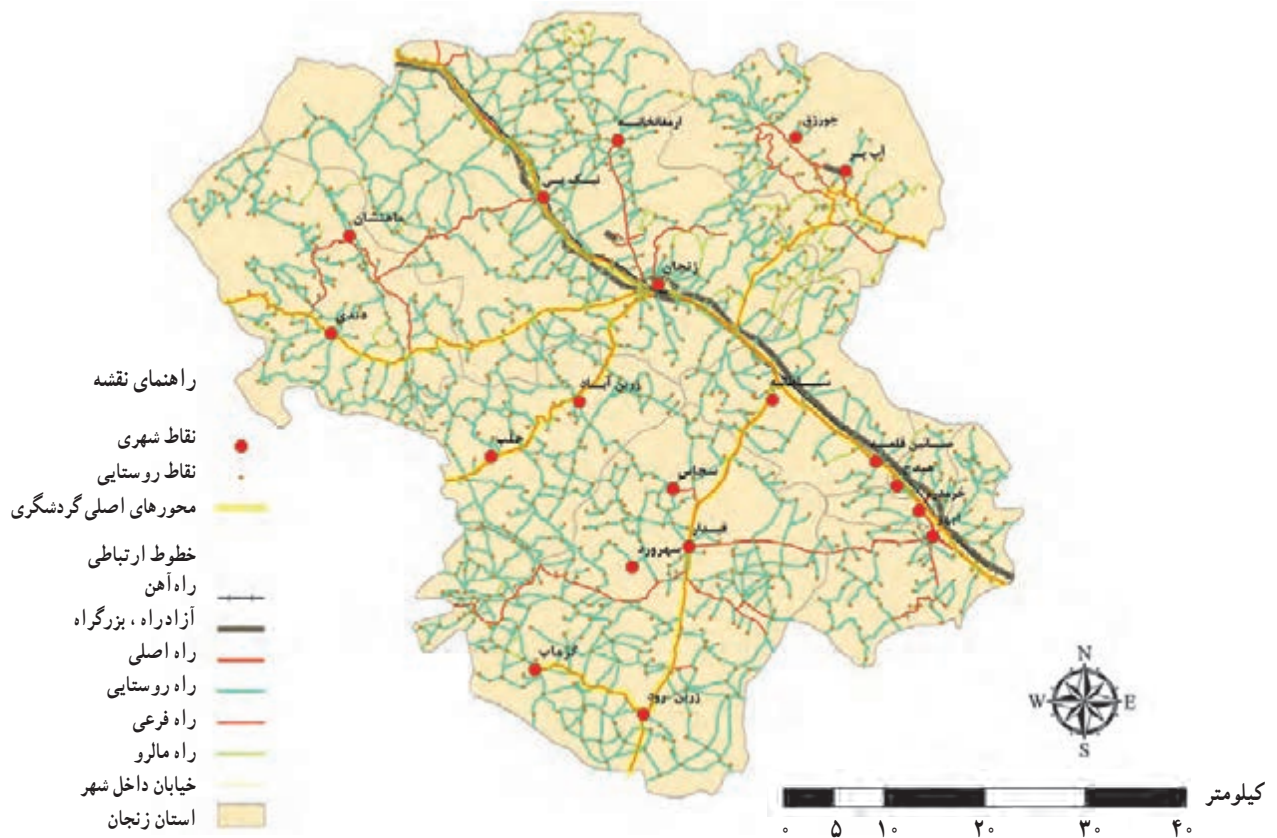 جورزق
ارمغانخانه
آب بر
نیک پی
ماهنشان
زنجان
دندی
زرین آباد
حلب
سجاس
هیدج
خرمدره
ابهر
قیدار
سهرورد
گرماب
زرین رود
راهنمای نقشه
نقاط شهری
نقاط روستایی
محورهای اصلی گردشگری
خطوط ارتباطی
راه آهن
آزادراه ، بزرگراه
راه اصلی
راه روستایی
راه فرعی
راه مالرو
خیابان داخل شهر
استان زنجان
N
W E
S
کیلومتر
۰ ۵ ۱۰ ۲۰ ۳۰ ۴۰